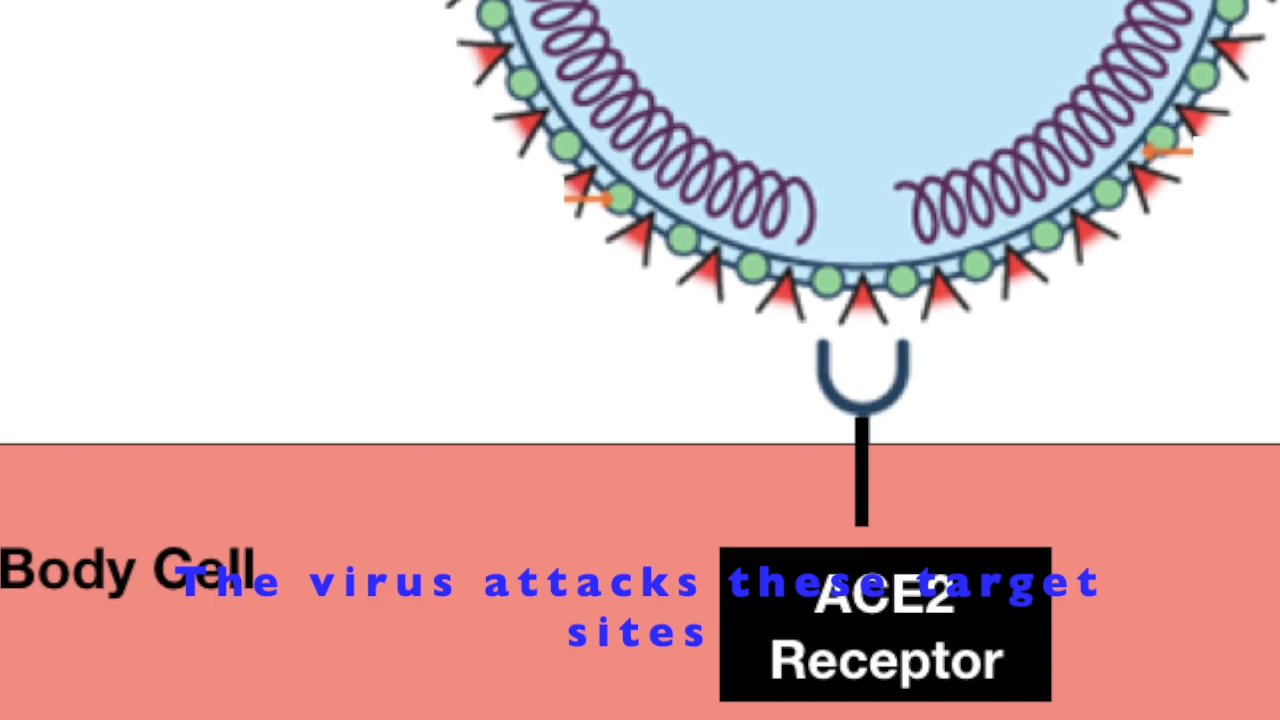 Body Cell
The virus attacks these target
sites
ACE2
Receptor